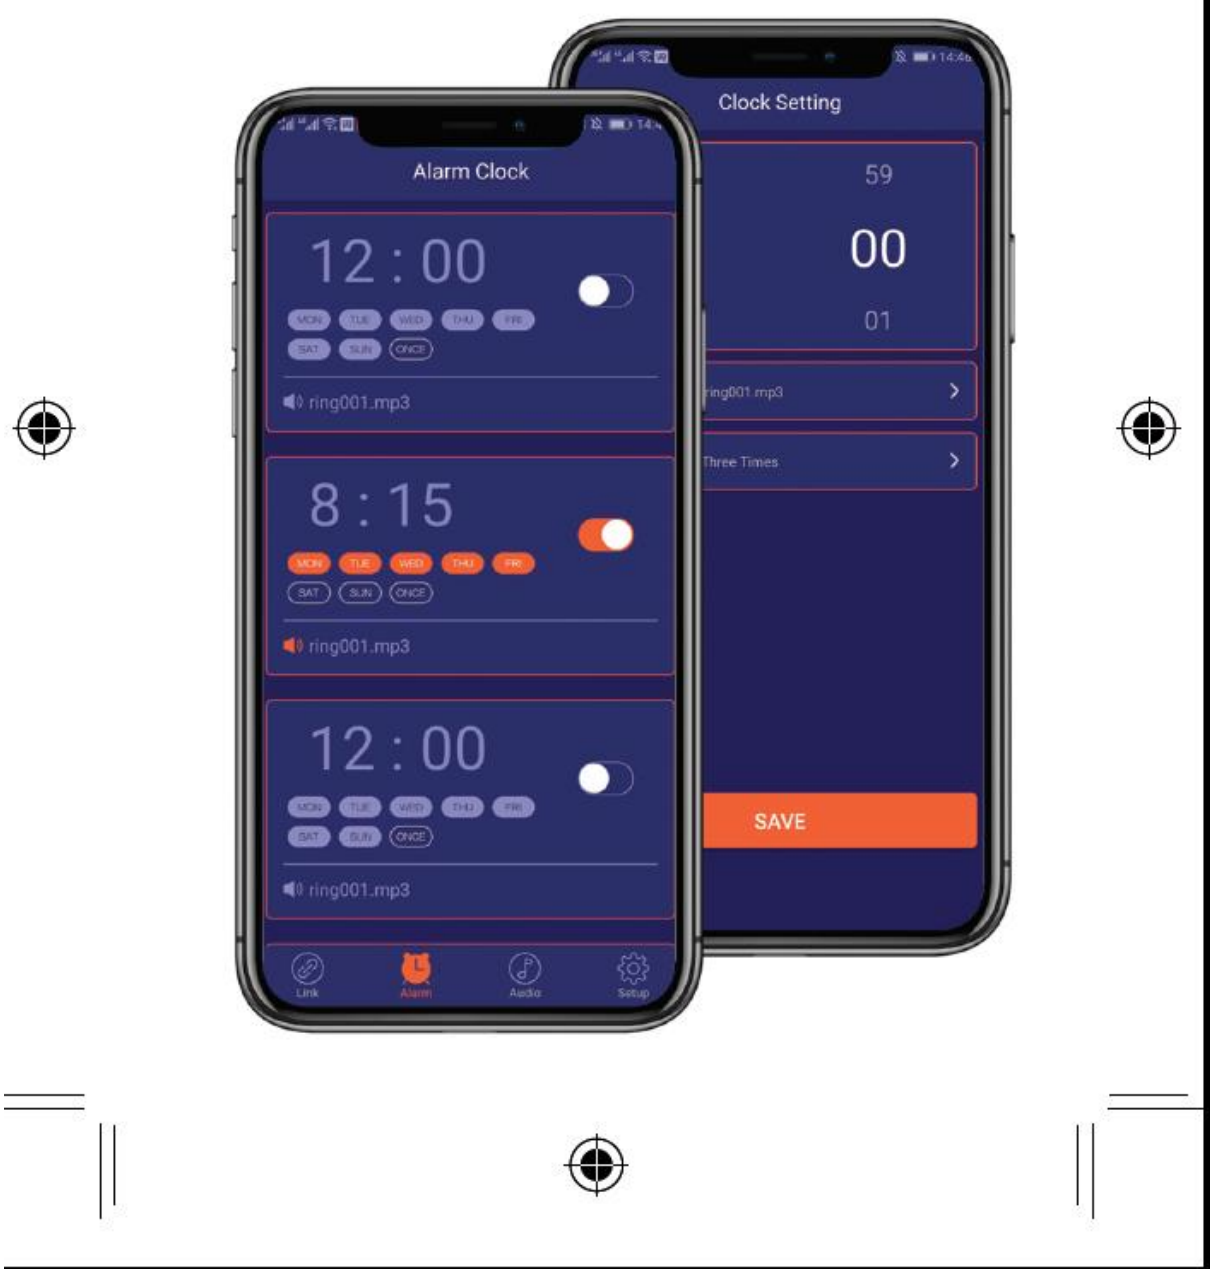 Alarm Clock
12 : 00
MON TUE WED THU FRI
SAT SUN ONCE
ring001.mp3
8 : 15
MON TUE WED THU FRI
SAT SUN ONCE
ring001.mp3
12 : 00
MON TUE WED THU FRI
SAT SUN ONCE
ring001.mp3
Link Alarm Audio Setup
14:46
Clock Setting
59
00
01
ring001.mp3
Three Times
SAVE